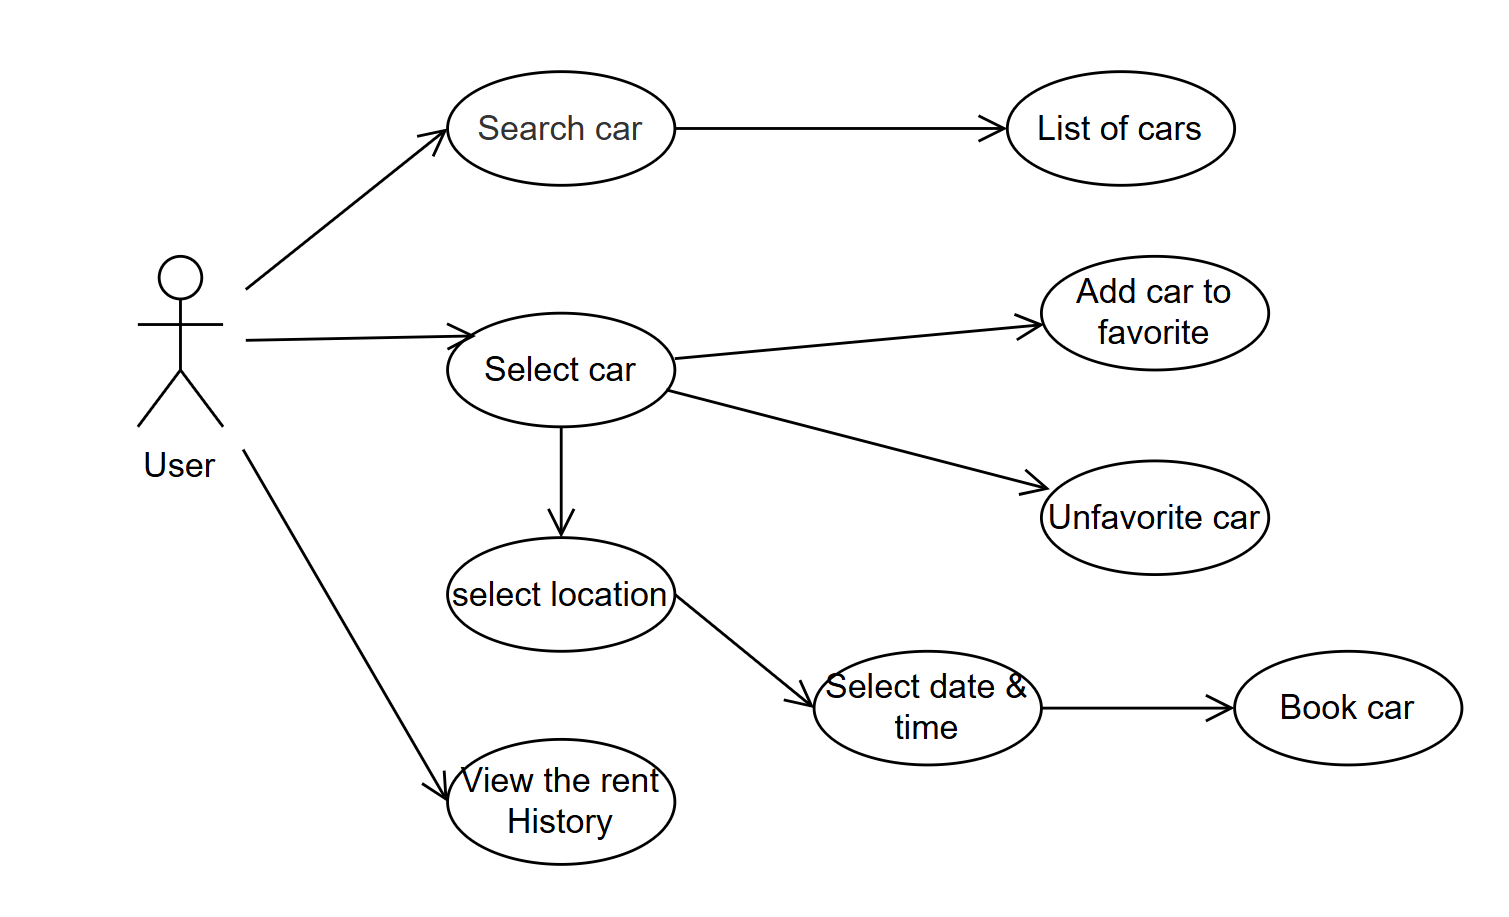 Search car
List of cars
Add car to
favorite
Select car
User
Unfavorite car
select location
Select date &
time
Book car
View the rent
History